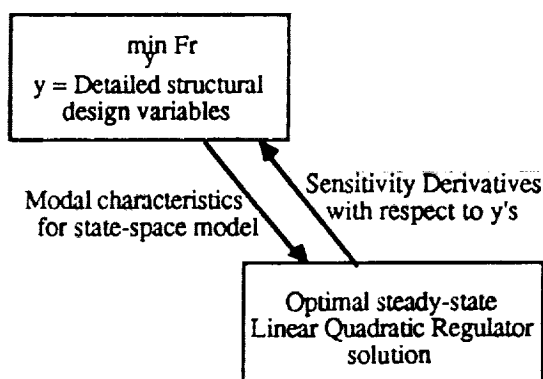 min Fr
y
y = Detailed structural
design variables
Modal characteristics
for state-space model
Sensitivity Derivatives
with respect to y's
Optimal steady-state
Linear Quadratic Regulator
solution